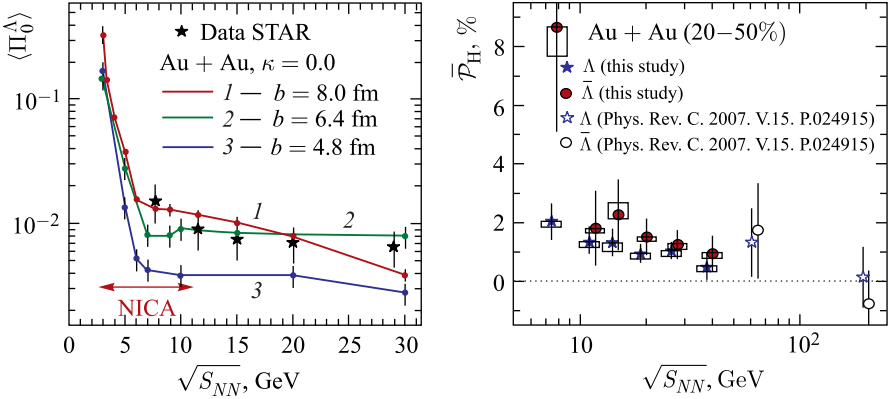 ⟨Π₀^Λ⟩
10⁻¹
10⁻²
★ Data STAR
Au + Au, κ = 0.0
1 — b = 8.0 fm
2 — b = 6.4 fm
3 — b = 4.8 fm
1
2
3
NICA
0 5 10 15 20 25 30
√S_NN, GeV
P̅_H, %
8
6
4
2
0
Au + Au (20–50%)
Λ (this study)
Λ̅ (this study)
Λ (Phys. Rev. C. 2007. V.15. P.024915)
Λ̅ (Phys. Rev. C. 2007. V.15. P.024915)
10 10²
√S_NN, GeV